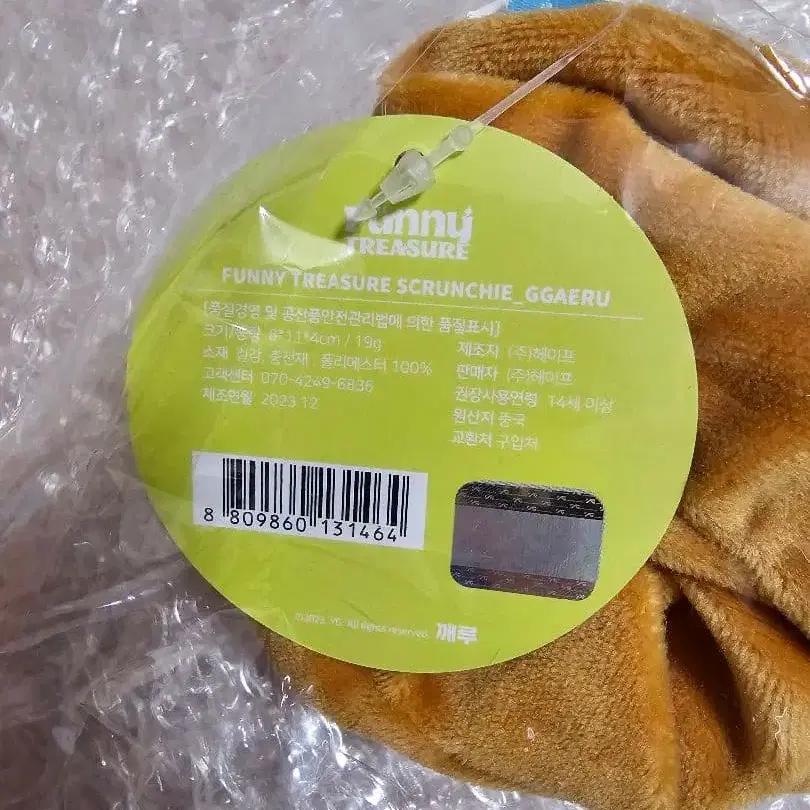 Funny
TREASURE
FUNNY TREASURE SCRUNCHIE_GGAERU
[품질경영 및 공산품안전관리법에 의한 품질표시]
크기/중량 8*11*4cm / 19g
소재 겉감, 충전재 : 폴리에스터 100%
고객센터 070-4249-6836
제조연월 2023 12
제조자 (주)헤이프
판매자 (주)헤이프
권장사용연령 14세 이상
원산지 중국
교환처 구입처
8 809860 131464
©2023. YG. All rights reserved. 깨루